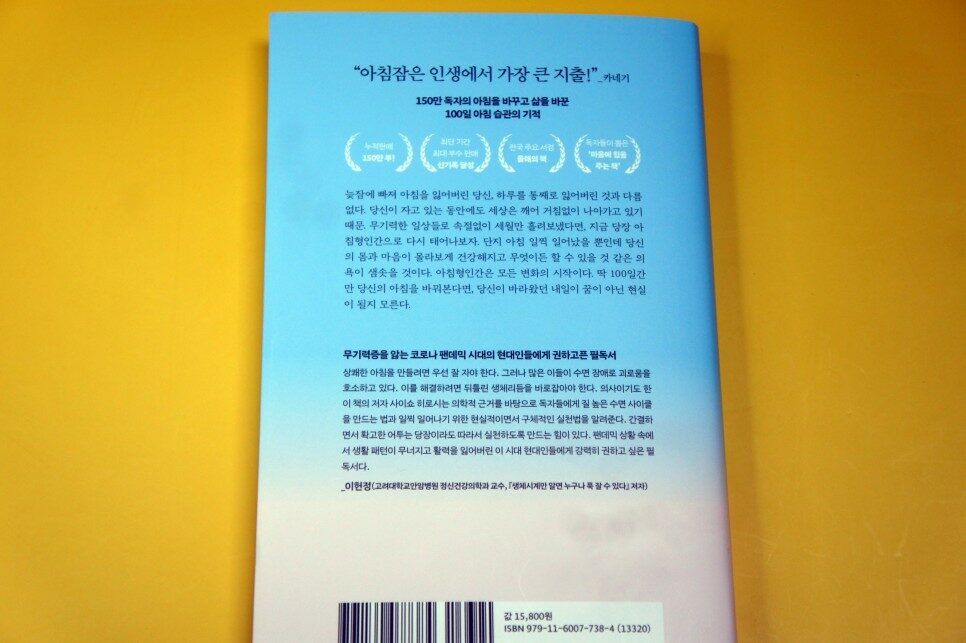 “아침잠은 인생에서 가장 큰 지출!”_카네기
150만 독자의 아침을 바꾸고 삶을 바꾼
100일 아침 습관의 기적
누적판매
150만 부!
최단 기간
최대 부수 판매
신기록 달성
전국 주요 서점
올해의 책
독자들이 뽑은
‘마음에 힘을
주는 책’
늦잠에 빠져 아침을 잃어버린 당신, 하루를 통째로 잃어버린 것과 다름
없다. 당신이 자고 있는 동안에도 세상은 깨어 거침없이 나아가고 있기
때문. 무기력한 일상들로 속절없이 세월만 흘려보냈다면, 지금 당장 아
침형인간으로 다시 태어나보자. 단지 아침 일찍 일어났을 뿐인데 당신
의 몸과 마음이 몰라보게 건강해지고 무엇이든 할 수 있을 것 같은 의
욕이 샘솟을 것이다. 아침형인간은 모든 변화의 시작이다. 딱 100일간
만 당신의 아침을 바꿔본다면, 당신이 바라왔던 내일이 꿈이 아닌 현실
이 될지 모른다.
무기력증을 앓는 코로나 팬데믹 시대의 현대인들에게 권하고픈 필독서
상쾌한 아침을 만들려면 우선 잘 자야 한다. 그러나 많은 이들이 수면 장애로 괴로움을
호소하고 있다. 이를 해결하려면 뒤틀린 생체리듬을 바로잡아야 한다. 의사이기도 한
이 책의 저자 사이쇼 히로시는 의학적 근거를 바탕으로 독자들에게 질 높은 수면 사이클
을 만드는 법과 일찍 일어나기 위한 현실적이면서 구체적인 실천법을 알려준다. 간결하
면서 확고한 어투는 당장이라도 따라서 실천하도록 만드는 힘이 있다. 팬데믹 상황 속에
서 생활 패턴이 무너지고 활력을 잃어버린 이 시대 현대인들에게 강력히 권하고 싶은 필
독서다.
_이헌정(고려대학교안암병원 정신건강의학과 교수, 『생체시계만 알면 누구나 푹 잘 수 있다』 저자)
값 15,800원
ISBN 979-11-6007-738-4 (13320)